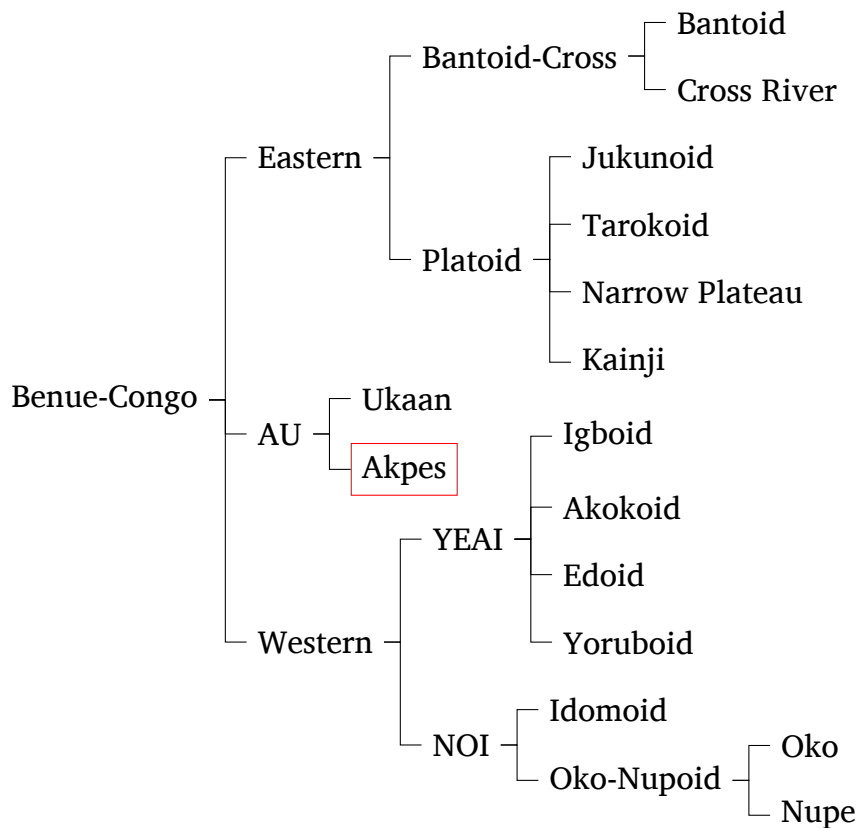 Bantoid
Bantoid-Cross
Cross River
Eastern
Jukunoid
Tarokoid
Platoid
Narrow Plateau
Kainji
Benue-Congo
Ukaan
AU
Akpes
Igboid
Akokoid
YEAI
Edoid
Western
Yoruboid
Idomoid
NOI
Oko
Oko-Nupoid
Nupe